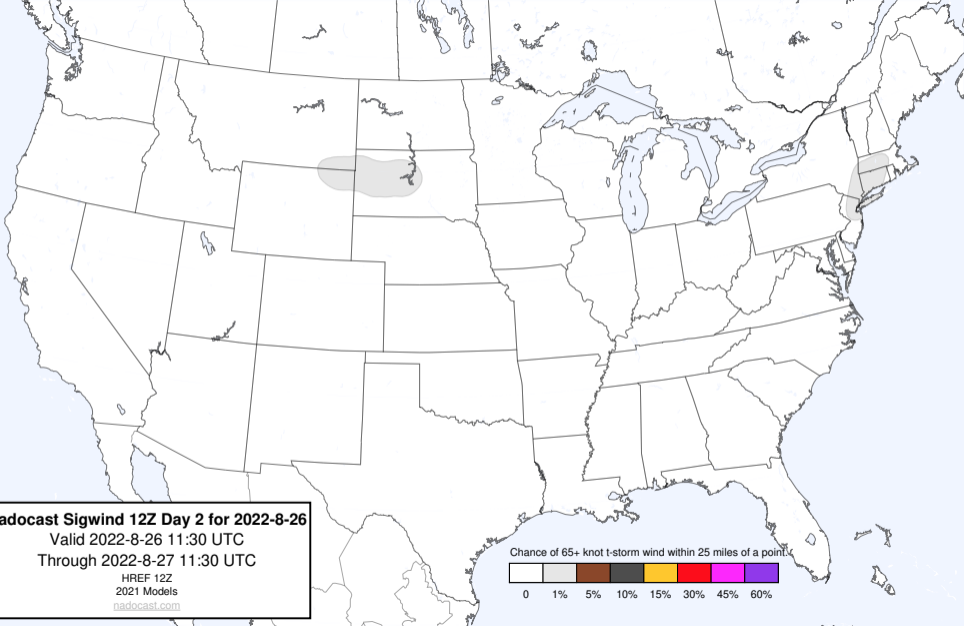 adocast Sigwind 12Z Day 2 for 2022-8-26
Valid 2022-8-26 11:30 UTC
Through 2022-8-27 11:30 UTC
HREF 12Z
2021 Models
nadocast.com
Chance of 65+ knot t-storm wind within 25 miles of a point.
0 1% 5% 10% 15% 30% 45% 60%